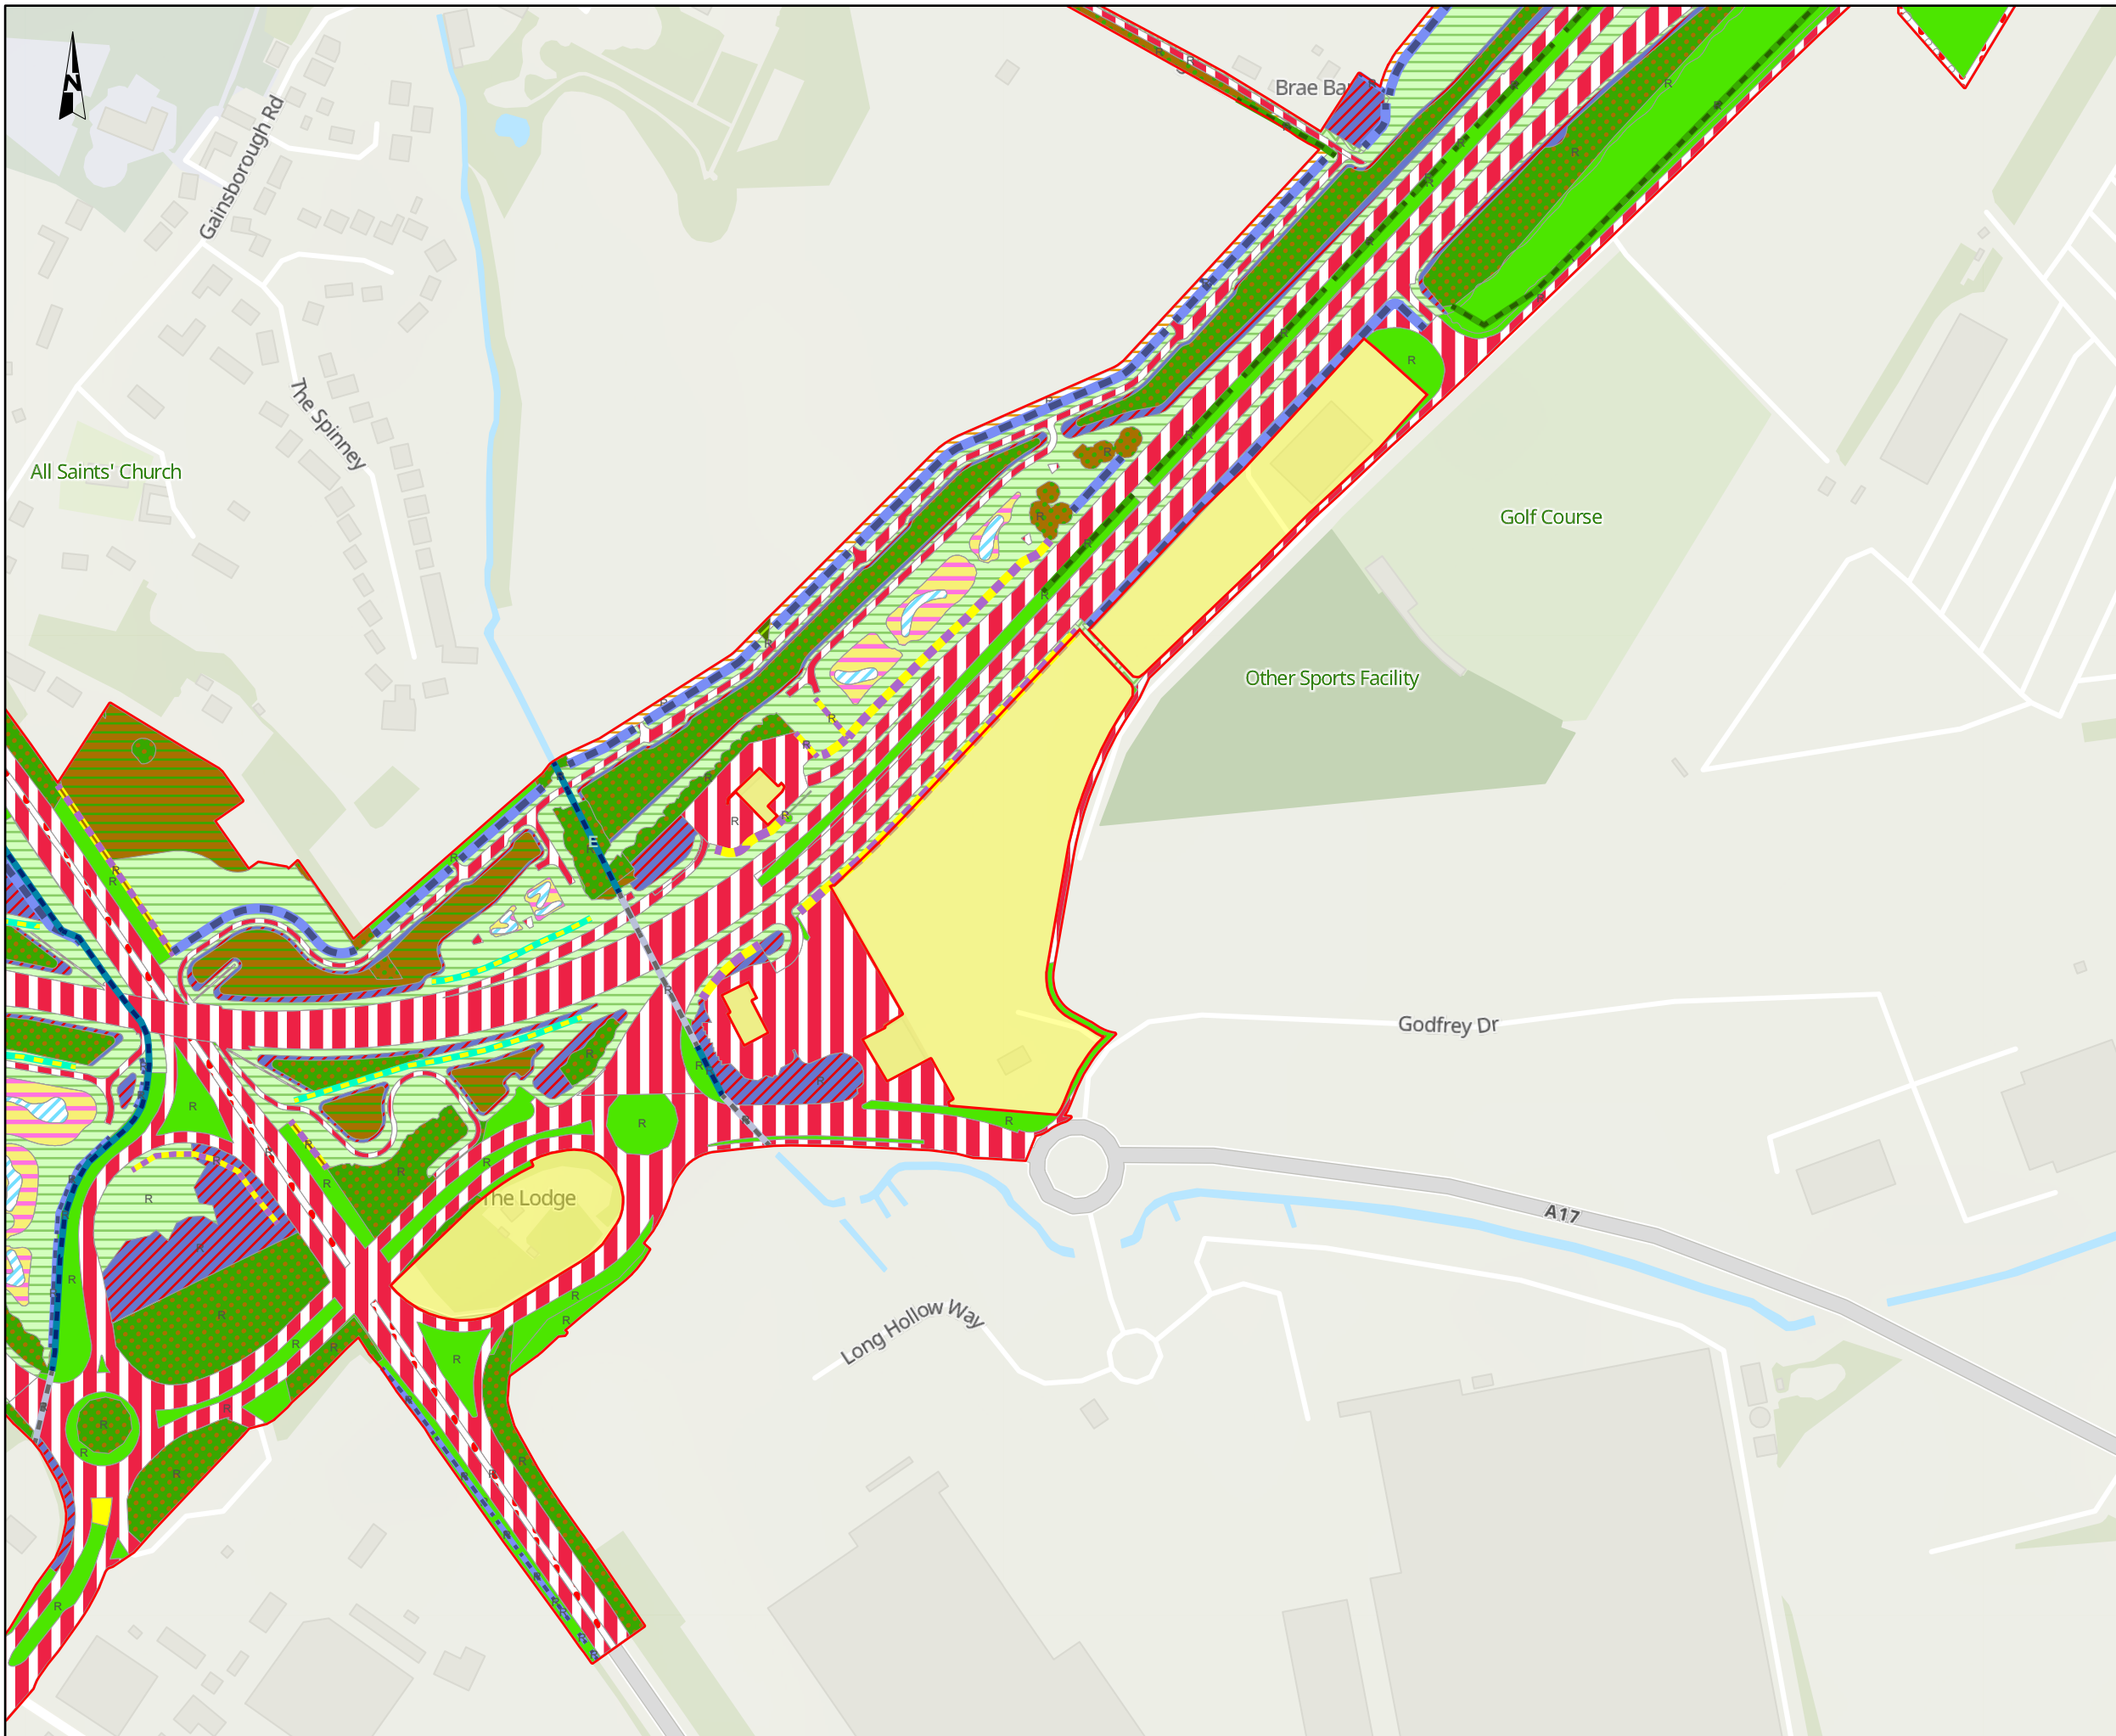 N
Gainsborough Rd
Brae Ba
The Spinney
All Saints' Church
Golf Course
Other Sports Facility
E
Godfrey Dr
The Lodge
A17
Long Hollow Way
R